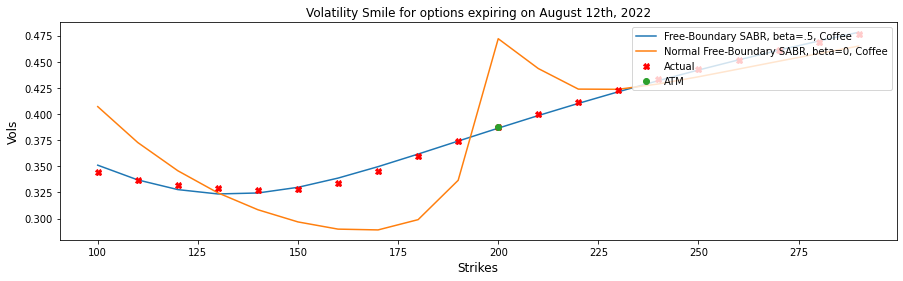 Volatility Smile for options expiring on August 12th, 2022
Free-Boundary SABR, beta=.5, Coffee
Normal Free-Boundary SABR, beta=0, Coffee
Actual
ATM
Vols
0.475
0.450
0.425
0.400
0.375
0.350
0.325
0.300
100
125
150
175
200
225
250
275
Strikes